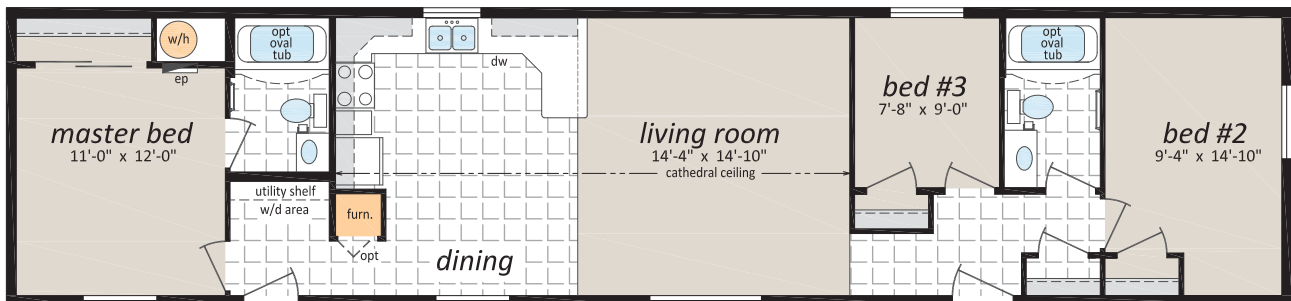 w/h
ep
opt
oval
tub
dw
master bed
11'-0" x 12'-0"
utility shelf
w/d area
furn.
opt
dining
living room
14'-4" x 14'-10"
cathedral ceiling
bed #3
7'-8" x 9'-0"
opt
oval
tub
bed #2
9'-4" x 14'-10"